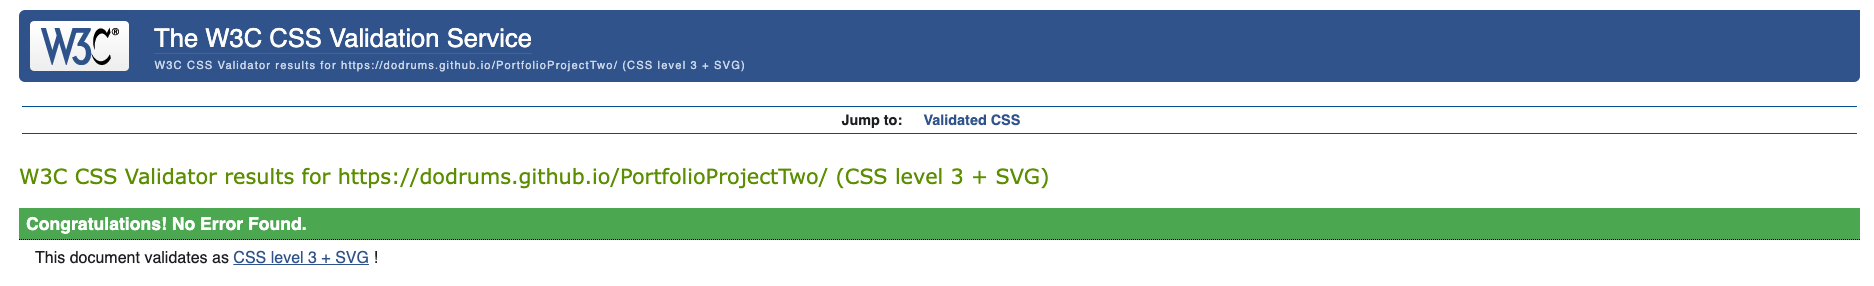 W3C®
The W3C CSS Validation Service
W3C CSS Validator results for https://dodrums.github.io/PortfolioProjectTwo/ (CSS level 3 + SVG)
Jump to: Validated CSS
W3C CSS Validator results for https://dodrums.github.io/PortfolioProjectTwo/ (CSS level 3 + SVG)
Congratulations! No Error Found.
This document validates as CSS level 3 + SVG !